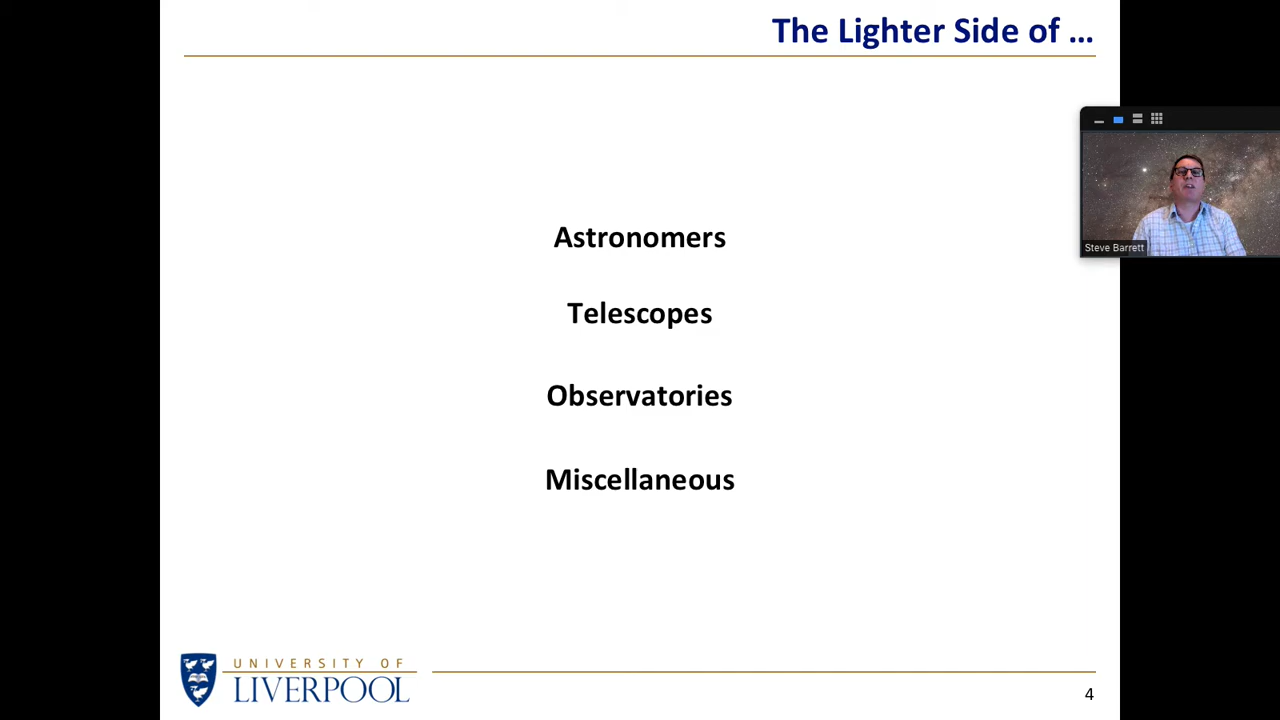 The Lighter Side of ...
Steve Barrett
Astronomers
Telescopes
Observatories
Miscellaneous
UNIVERSITY OF
LIVERPOOL
4